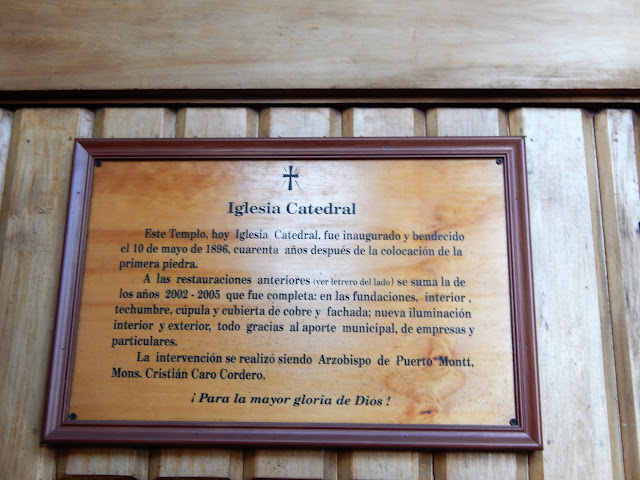 Iglesia Catedral
Este Templo, hoy Iglesia Catedral, fue inaugurado y bendecido
el 10 de mayo de 1896, cuarenta años después de la colocación de la
primera piedra.
A las restauraciones anteriores (ver letrero del lado) se suma la de
los años 2002 - 2005 que fue completa: en las fundaciones, interior ,
techumbre, cúpula y cubierta de cobre y fachada; nueva iluminación
interior y exterior, todo gracias al aporte municipal, de empresas y
particulares.
La intervención se realizó siendo Arzobispo de Puerto Montt,
Mons. Cristián Caro Cordero.
¡ Para la mayor gloria de Dios !